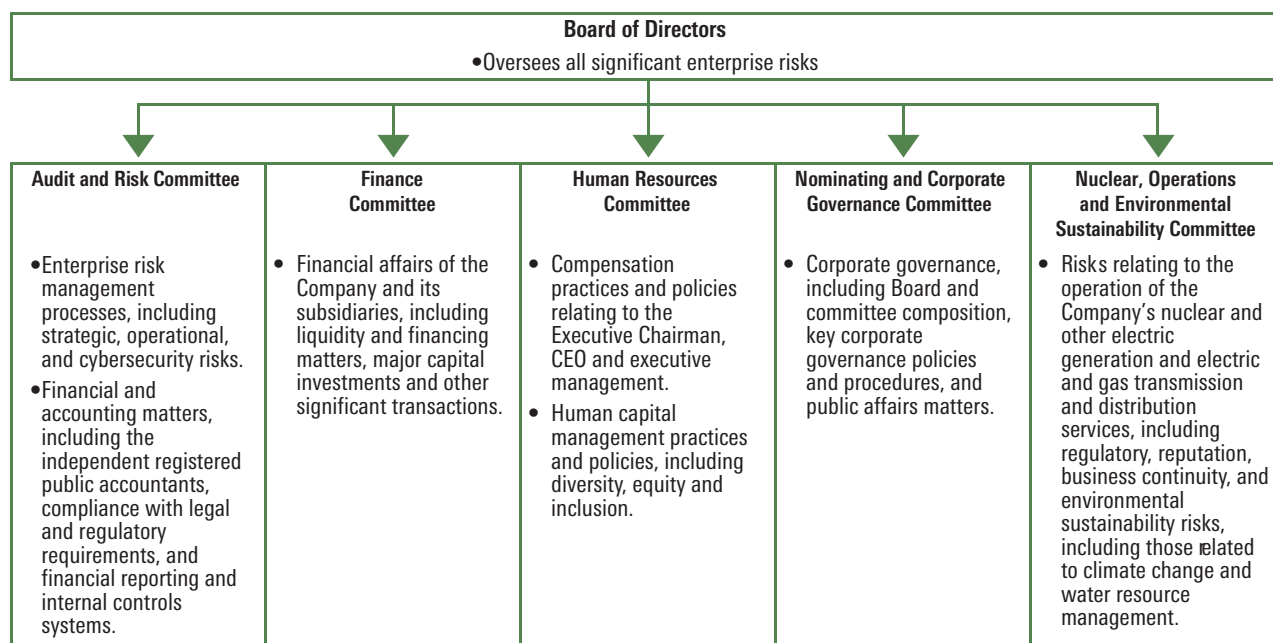 Board of Directors
•Oversees all significant enterprise risks
Audit and Risk Committee
•Enterprise risk
management
processes, including
strategic, operational,
and cybersecurity risks.
•Financial and
accounting matters,
including the
independent registered
public accountants,
compliance with legal
and regulatory
requirements, and
financial reporting and
internal controls
systems.
Finance
Committee
• Financial affairs of the
Company and its
subsidiaries, including
liquidity and financing
matters, major capital
investments and other
significant transactions.
Human Resources
Committee
• Compensation
practices and policies
relating to the
Executive Chairman,
CEO and executive
management.
• Human capital
management practices
and policies, including
diversity, equity and
inclusion.
Nominating and Corporate
Governance Committee
• Corporate governance,
including Board and
committee composition,
key corporate
governance policies
and procedures, and
public affairs matters.
Nuclear, Operations
and Environmental
Sustainability Committee
• Risks relating to the
operation of the
Company's nuclear and
other electric
generation and electric
and gas transmission
and distribution
services, including
regulatory, reputation,
business continuity, and
environmental
sustainability risks,
including those related
to climate change and
water resource
management.